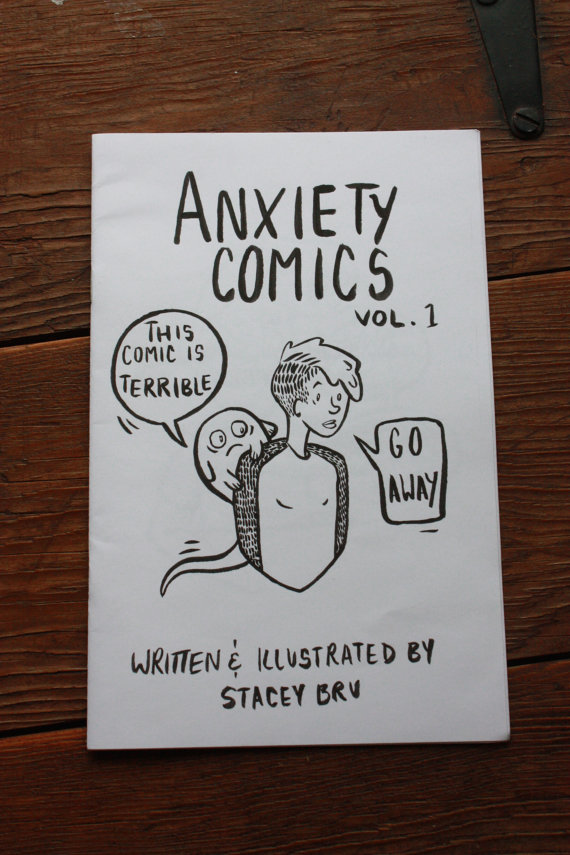 ANXIETY
COMICS
VOL. 1
THIS
COMIC IS
TERRIBLE
GO
AWAY
WRITTEN & ILLUSTRATED BY
STACEY BRU